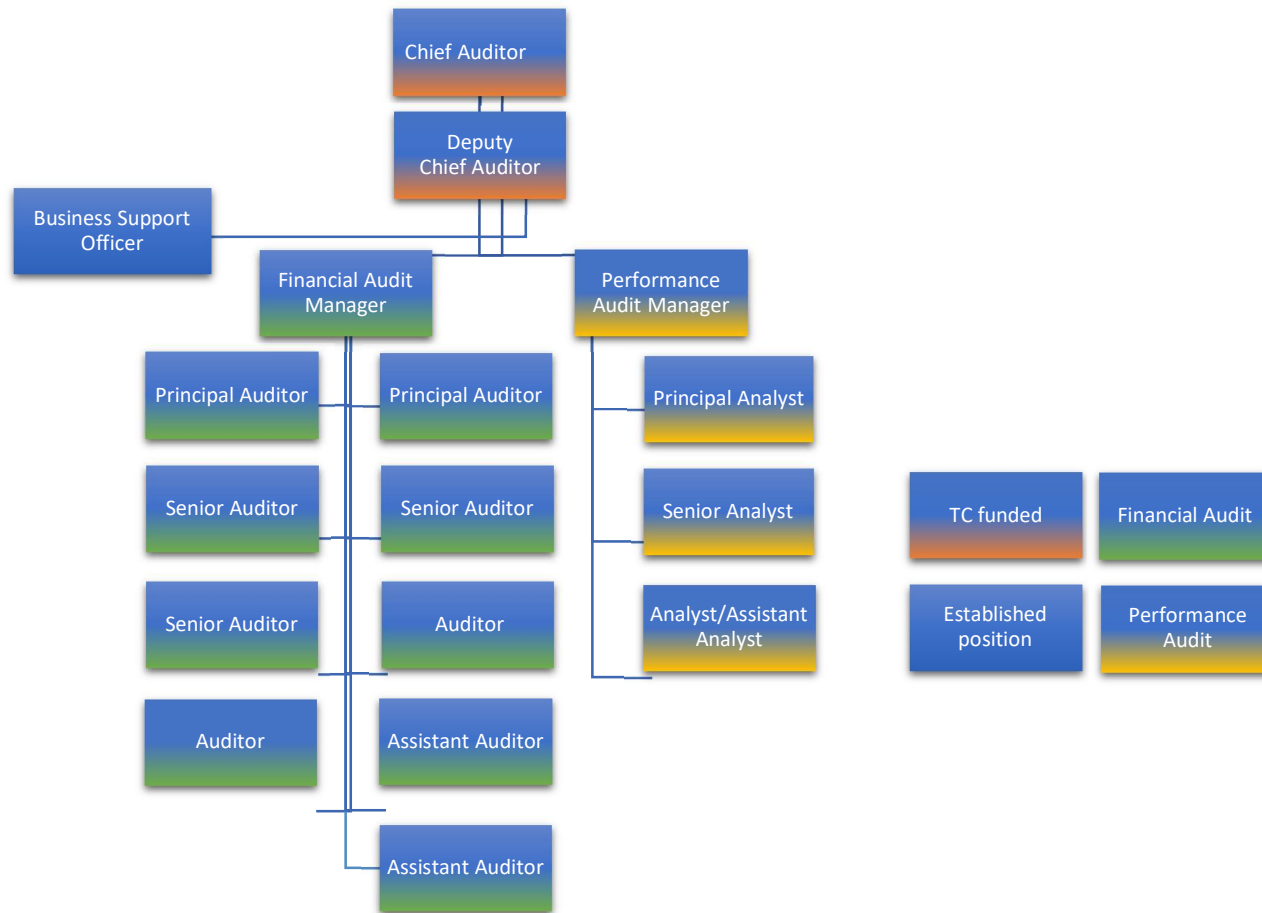 Chief Auditor
Deputy
Chief Auditor
Business Support
Officer
Financial Audit
Manager
Performance
Audit Manager
Principal Auditor
Principal Auditor
Principal Analyst
Senior Auditor
Senior Auditor
Senior Analyst
TC funded
Financial Audit
Senior Auditor
Auditor
Analyst/Assistant
Analyst
Established
position
Performance
Audit
Auditor
Assistant Auditor
Assistant Auditor